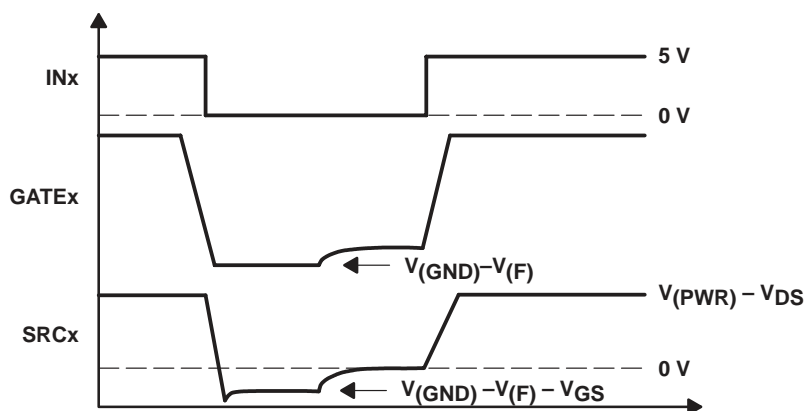 INx
5 V
0 V
GATEx
V(GND)–V(F)
V(PWR) – VDS
SRCx
0 V
V(GND) –V(F) – VGS